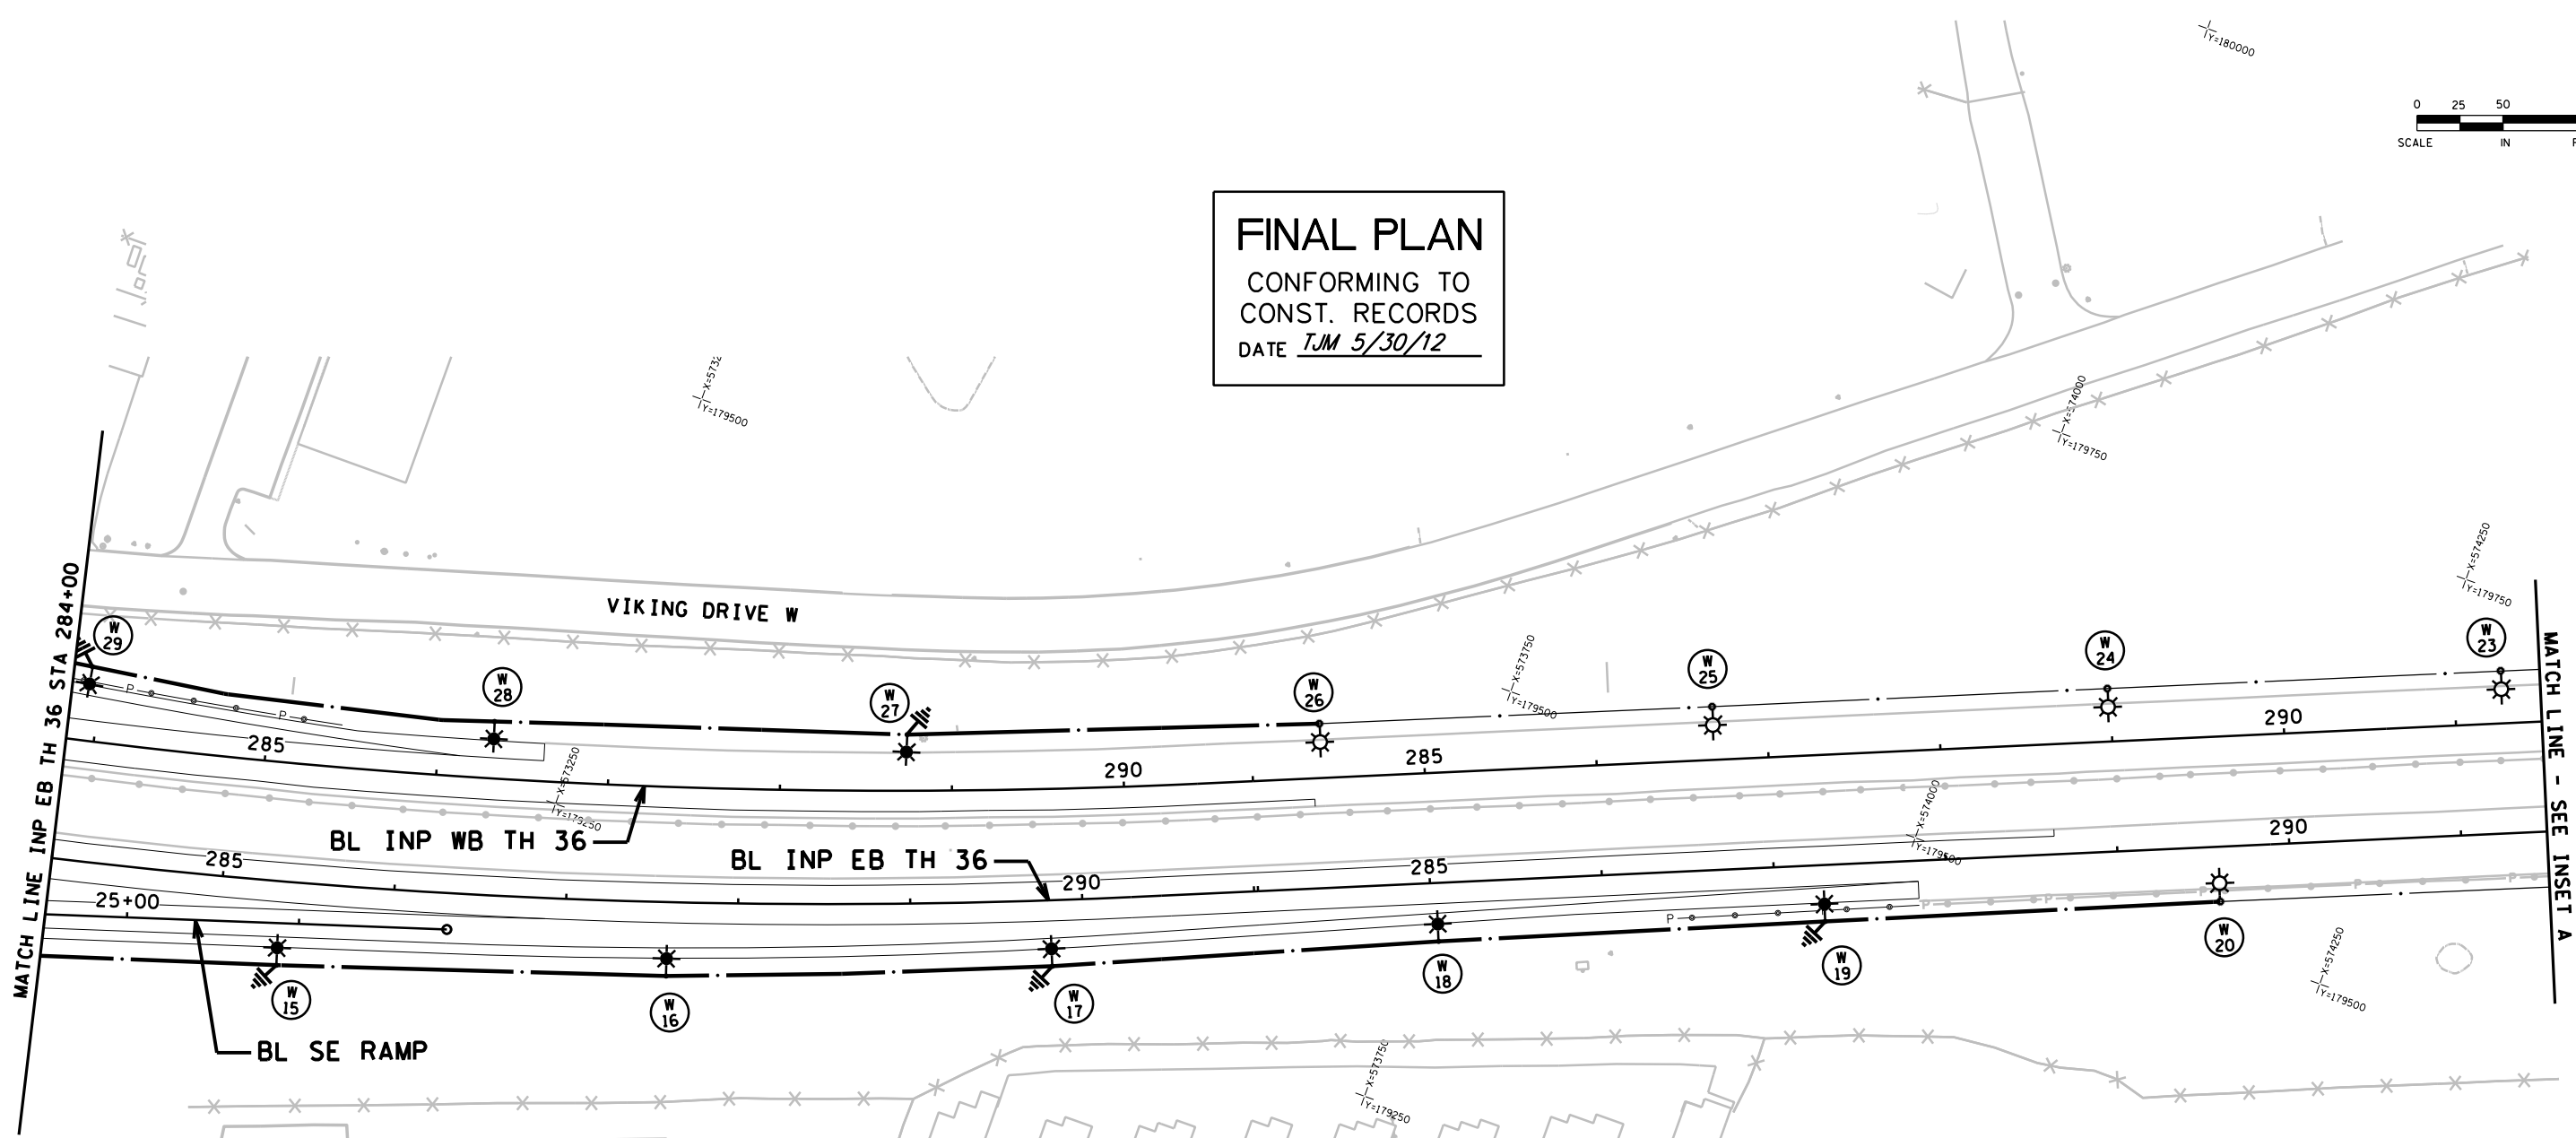 Y=180000
0 25 50
SCALE IN
FINAL PLAN
CONFORMING TO
CONST. RECORDS
DATE TJM 5/30/12
Y=179500
X=574000
Y=179750
X=574250
Y=179750
VIKING DRIVE W
MATCH LINE INP EB TH 36 STA 284+00
MATCH LINE - SEE INSET A
W 29
W 28
W 27
W 26
W 25
W 24
W 23
X=573750
Y=179500
P
P
285
290
285
290
X=573250
Y=179250
BL INP WB TH 36
BL INP EB TH 36
X=574000
Y=179500
285
290
285
290
25+00
P
P
P
P
P
P
W 15
W 16
W 17
W 18
W 19
W 20
X=574250
Y=179500
BL SE RAMP
X=573750
Y=179250